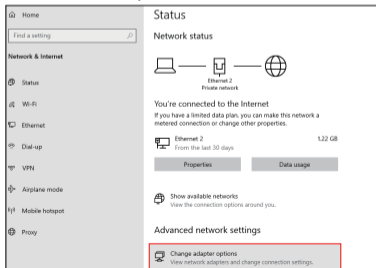 Home
Find a setting
Network & Internet
Status
Wi-Fi
Ethernet
Dial-up
VPN
Airplane mode
Mobile hotspot
Proxy
Status
Network status
Ethernet 2
Private network
You're connected to the Internet
If you have a limited data plan, you can make this network a
metered connection or change other properties.
Ethernet 2
From the last 30 days
1.22 GB
Properties
Data usage
Show available networks
View the connection options around you.
Advanced network settings
Change adapter options
View network adapters and change connection settings.